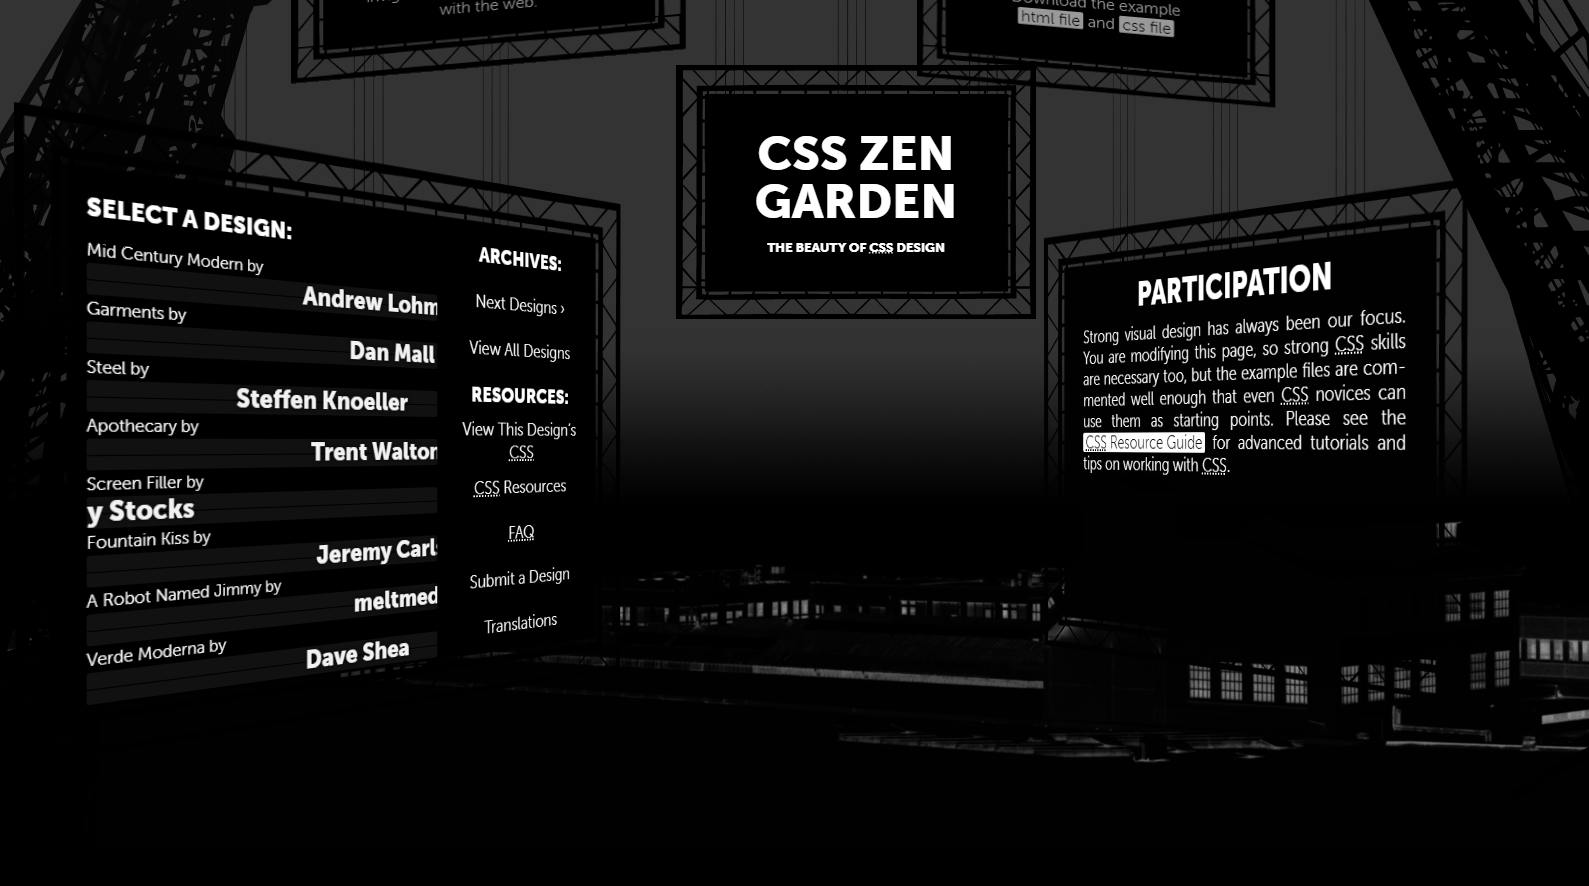 with the web.
Download the example
html file and css file
CSS ZEN
GARDEN
THE BEAUTY OF CSS DESIGN
SELECT A DESIGN:
Mid Century Modern by
Andrew Lohm
Garments by
Dan Mall
Steel by
Steffen Knoeller
Apothecary by
Trent Walton
Screen Filler by
y Stocks
Fountain Kiss by
Jeremy Carl
A Robot Named Jimmy by
meltmed
Verde Moderna by
Dave Shea
ARCHIVES:
Next Designs ›
View All Designs
RESOURCES:
View This Design's
CSS
CSS Resources
FAQ
Submit a Design
Translations
PARTICIPATION
Strong visual design has always been our focus.
You are modifying this page, so strong CSS skills
are necessary too, but the example files are com-
mented well enough that even CSS novices can
use them as starting points. Please see the
CSS Resource Guide for advanced tutorials and
tips on working with CSS.